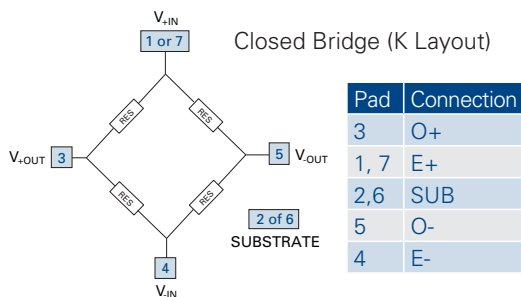 V+IN
1 or 7
Closed Bridge (K Layout)
RES
RES
V+OUT
3
5
V-OUT
RES
RES
2 of 6
SUBSTRATE
4
V-IN
Pad Connection
3 O+
1, 7 E+
2,6 SUB
5 O-
4 E-